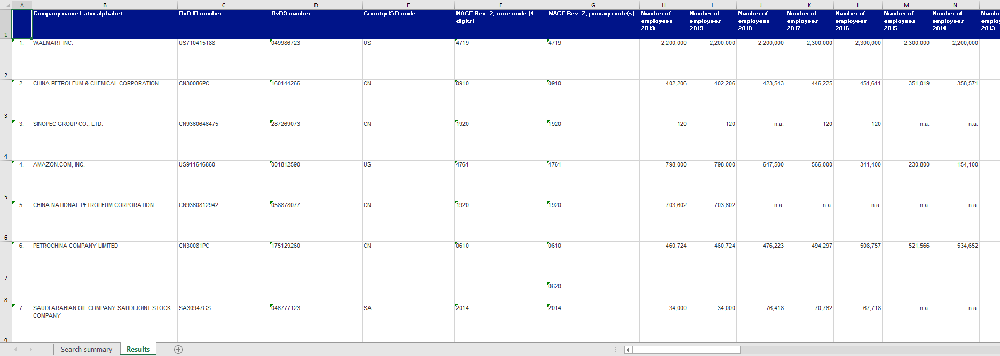 A B C D E F G H I J K L M N
Company name Latin alphabet BvD ID number BvD9 number Country ISO code NACE Rev. 2, core code (4 digits) NACE Rev. 2, primary code(s) Number of employees 2019 Number of employees 2019 Number of employees 2018 Number of employees 2017 Number of employees 2016 Number of employees 2015 Number of employees 2014 Numbe emplo 2013
1
1. WALMART INC. US710415188 049986723 US 4719 4719 2,200,000 2,200,000 2,200,000 2,300,000 2,300,000 2,300,000 2,200,000
2
2. CHINA PETROLEUM & CHEMICAL CORPORATION CN30086PC 160144266 CN 0910 0910 402,206 402,206 423,543 446,225 451,611 351,019 358,571
3
3. SINOPEC GROUP CO., LTD. CN9360646475 287269073 CN 1920 1920 120 120 n.a. 120 120 n.a. n.a.
4
4. AMAZON.COM, INC. US911646860 001812590 US 4761 4761 798,000 798,000 647,500 566,000 341,400 230,800 154,100
5
5. CHINA NATIONAL PETROLEUM CORPORATION CN9360812942 058878077 CN 1920 1920 703,602 703,602 n.a. n.a. n.a. n.a. n.a.
6
6. PETROCHINA COMPANY LIMITED CN30081PC 175129260 CN 0610 0610 460,724 460,724 476,223 494,297 508,757 521,566 534,652
7
0620
8
7. SAUDI ARABIAN OIL COMPANY SAUDI JOINT STOCK COMPANY SA30947GS 046777123 SA 2014 2014 34,000 34,000 76,418 70,762 67,718 n.a. n.a.
9
Search summary Results